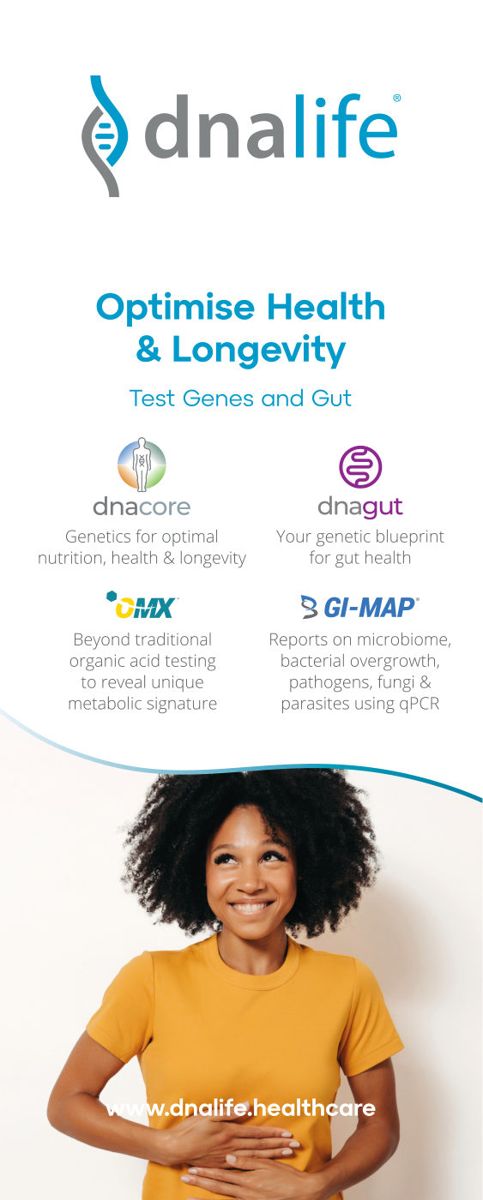 dnalife®
Optimise Health
& Longevity
Test Genes and Gut
dnacore
Genetics for optimal
nutrition, health & longevity
dnagut
Your genetic blueprint
for gut health
OMX™
Beyond traditional
organic acid testing
to reveal unique
metabolic signature
GI-MAP®
Reports on microbiome,
bacterial overgrowth,
pathogens, fungi &
parasites using qPCR
www.dnalife.healthcare